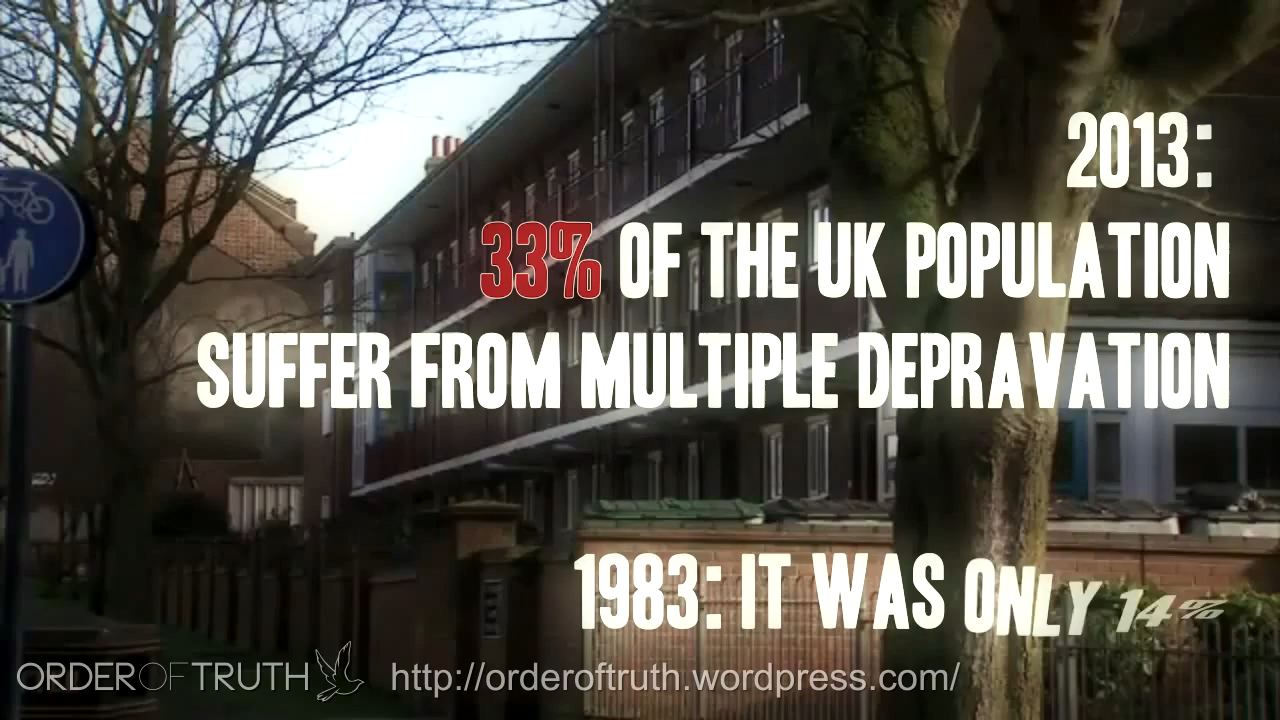 2013:
33% OF THE UK POPULATION
SUFFER FROM MULTIPLE DEPRAVATION
1983: IT WAS ONLY 14%
ORDEROFTRUTH http://orderoftruth.wordpress.com/